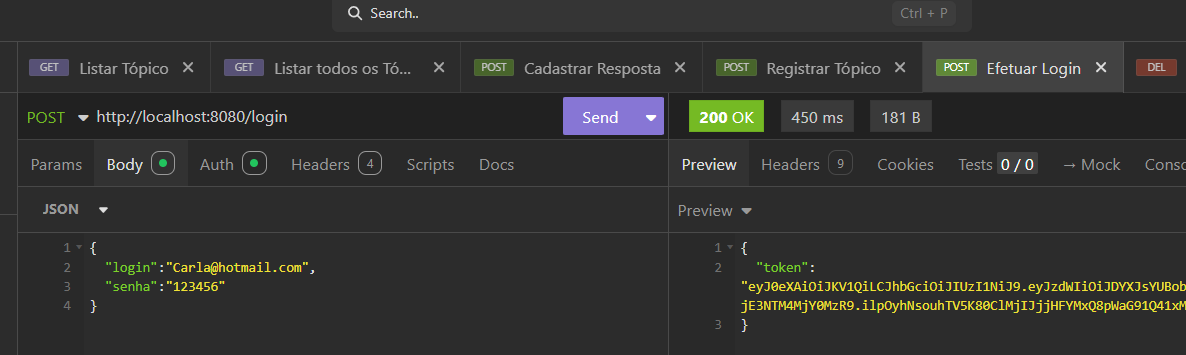 Search.. Ctrl + P
GET Listar Tópico GET Listar todos os Tó... POST Cadastrar Resposta POST Registrar Tópico POST Efetuar Login DEL
POST http://localhost:8080/login Send 200 OK 450 ms 181 B
Params Body Auth Headers 4 Scripts Docs Preview Headers 9 Cookies Tests 0 / 0 → Mock Conso
JSON Preview
1 {
2 "login":"Carla@hotmail.com",
3 "senha":"123456"
4 }
1 {
2 "token":
"eyJ0eXAiOiJKV1QiLCJhbGciOiJIUzI1NiJ9.eyJzdWIiOiJDYXJsYUBob
jE3NTM4MjY0MzR9.ilpOyhNsouhTV5K80ClMjIJjjHFYMxQ8pWaG91Q41xM
3 }